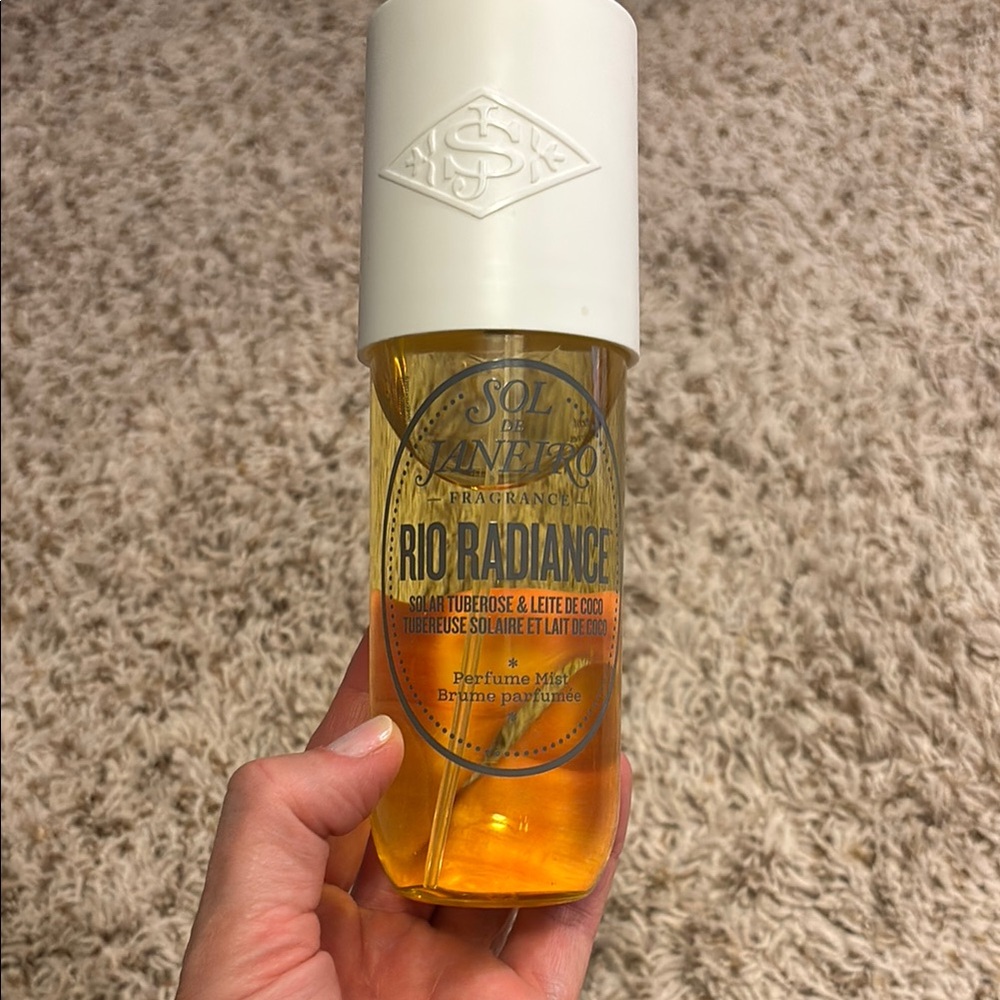 SOL
DE
JANEIRO
FRAGRANCE
RIO RADIANCE
SOLAR TUBEROSE & LEITE DE COCO
TUBÉREUSE SOLAIRE ET LAIT DE COCO
*
Perfume Mist
Brume parfumée
*